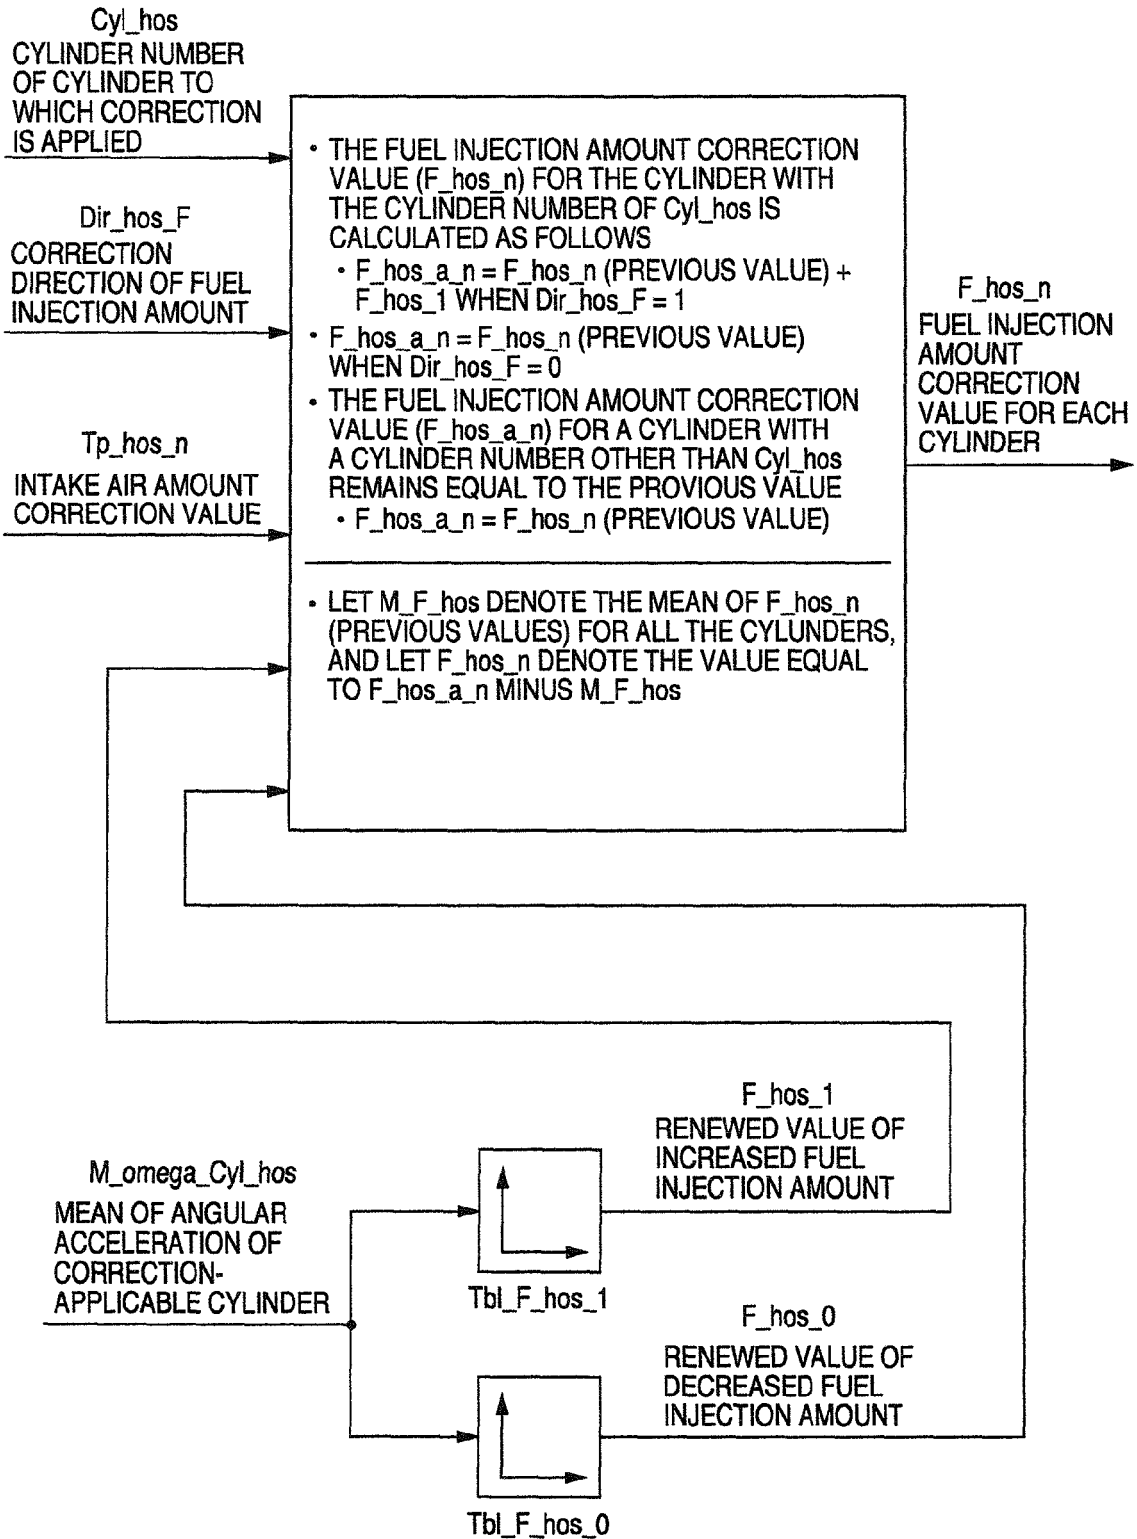 Cyl_hos
CYLINDER NUMBER
OF CYLINDER TO
WHICH CORRECTION
IS APPLIED
Dir_hos_F
CORRECTION
DIRECTION OF FUEL
INJECTION AMOUNT
Tp_hos_n
INTAKE AIR AMOUNT
CORRECTION VALUE
• THE FUEL INJECTION AMOUNT CORRECTION
VALUE (F_hos_n) FOR THE CYLINDER WITH
THE CYLINDER NUMBER OF Cyl_hos IS
CALCULATED AS FOLLOWS
• F_hos_a_n = F_hos_n (PREVIOUS VALUE) +
F_hos_1 WHEN Dir_hos_F = 1
• F_hos_a_n = F_hos_n (PREVIOUS VALUE)
WHEN Dir_hos_F = 0
• THE FUEL INJECTION AMOUNT CORRECTION
VALUE (F_hos_a_n) FOR A CYLINDER WITH
A CYLINDER NUMBER OTHER THAN Cyl_hos
REMAINS EQUAL TO THE PROVIOUS VALUE
• F_hos_a_n = F_hos_n (PREVIOUS VALUE)
• LET M_F_hos DENOTE THE MEAN OF F_hos_n
(PREVIOUS VALUES) FOR ALL THE CYLUNDERS,
AND LET F_hos_n DENOTE THE VALUE EQUAL
TO F_hos_a_n MINUS M_F_hos
F_hos_n
FUEL INJECTION
AMOUNT
CORRECTION
VALUE FOR EACH
CYLINDER
M_omega_Cyl_hos
MEAN OF ANGULAR
ACCELERATION OF
CORRECTION-
APPLICABLE CYLINDER
F_hos_1
RENEWED VALUE OF
INCREASED FUEL
INJECTION AMOUNT
Tbl_F_hos_1
F_hos_0
RENEWED VALUE OF
DECREASED FUEL
INJECTION AMOUNT
Tbl_F_hos_0